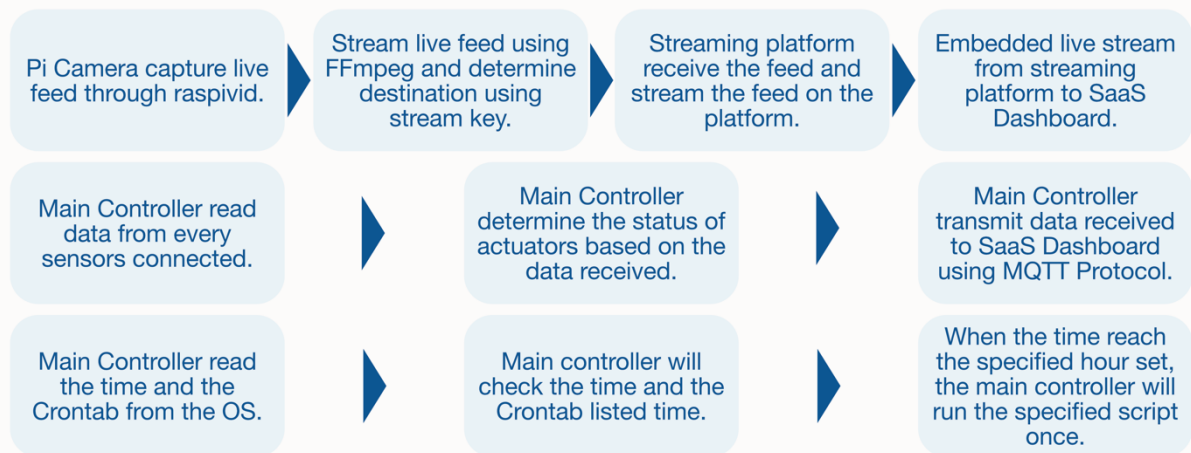 Pi Camera capture live
feed through raspivid.
Stream live feed using
FFmpeg and determine
destination using
stream key.
Streaming platform
receive the feed and
stream the feed on the
platform.
Embedded live stream
from streaming
platform to SaaS
Dashboard.
Main Controller read
data from every
sensors connected.
Main Controller
determine the status of
actuators based on the
data received.
Main Controller
transmit data received
to SaaS Dashboard
using MQTT Protocol.
Main Controller read
the time and the
Crontab from the OS.
Main controller will
check the time and the
Crontab listed time.
When the time reach
the specified hour set,
the main controller will
run the specified script
once.